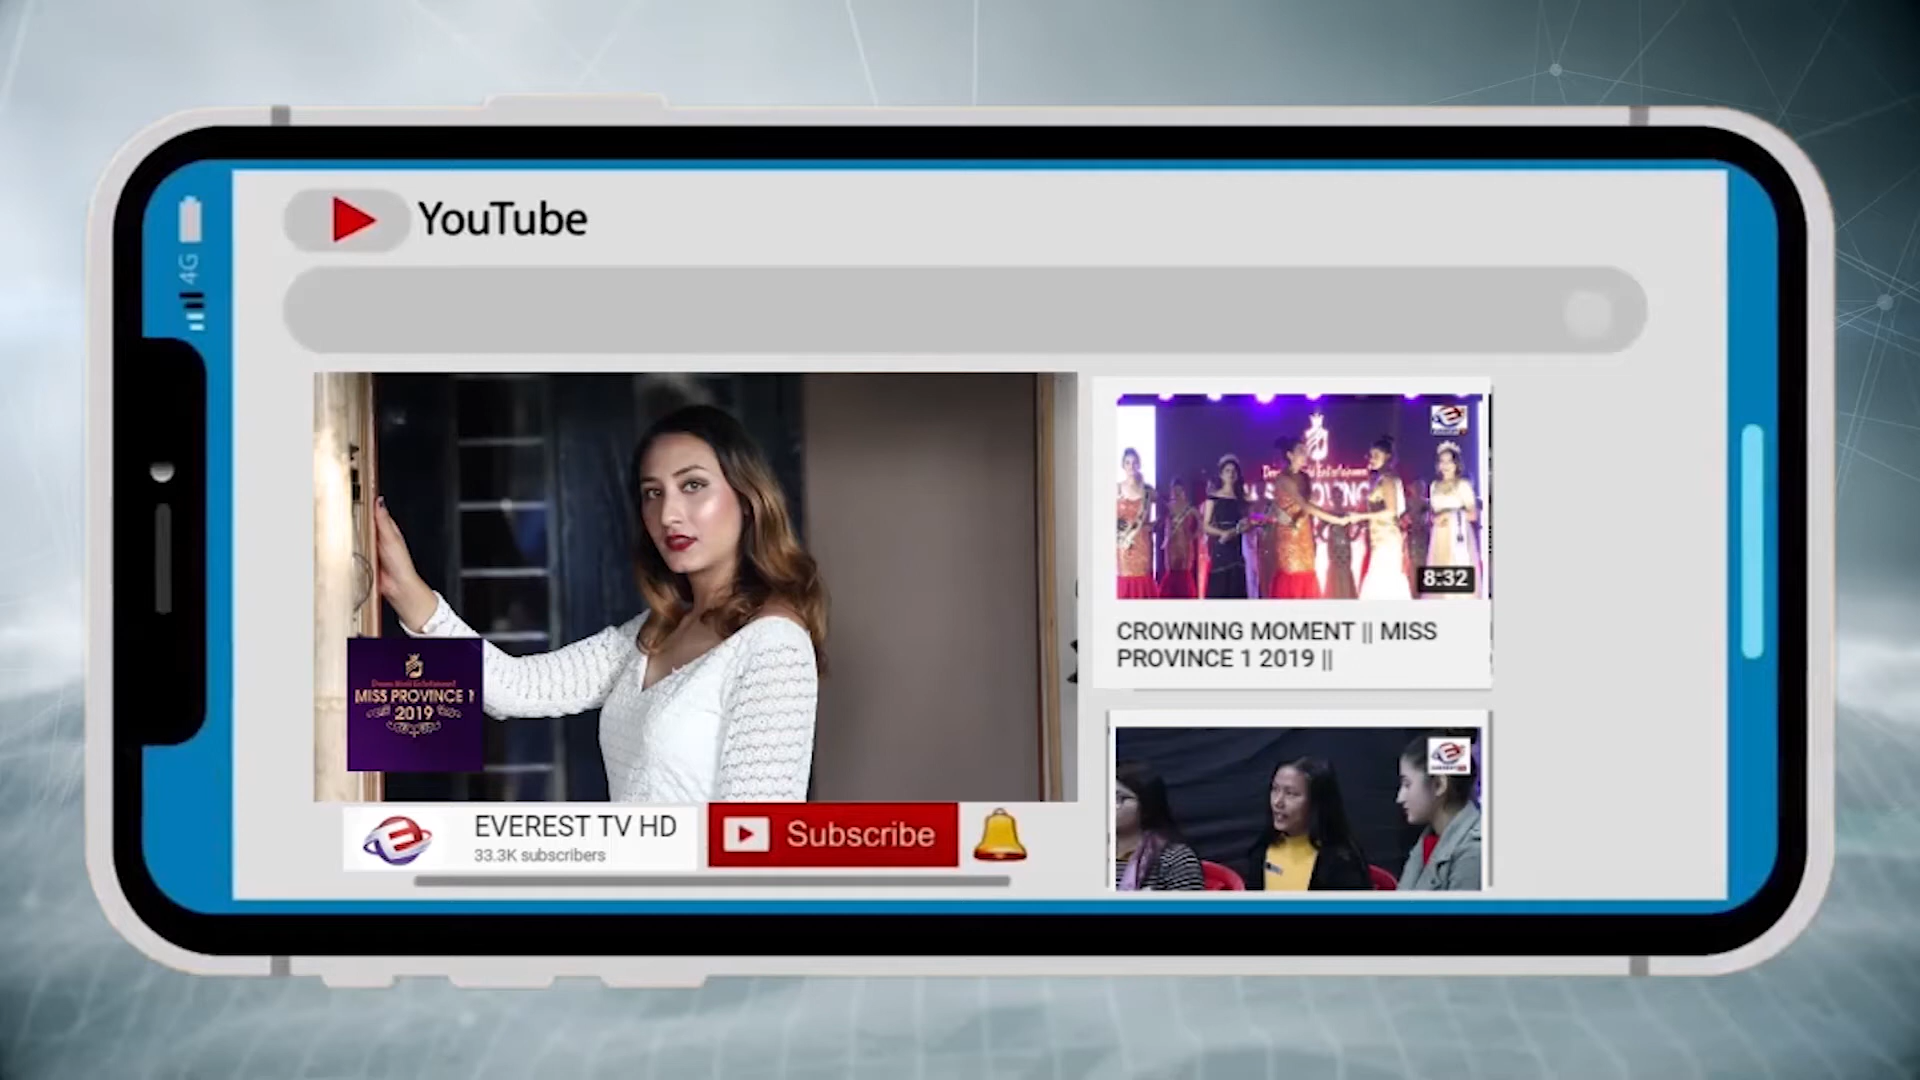 4G
YouTube
MISS PROVINCE 1
2019
EVEREST TV HD
33.3K subscribers
Subscribe
8:32
CROWNING MOMENT || MISS
PROVINCE 1 2019 ||